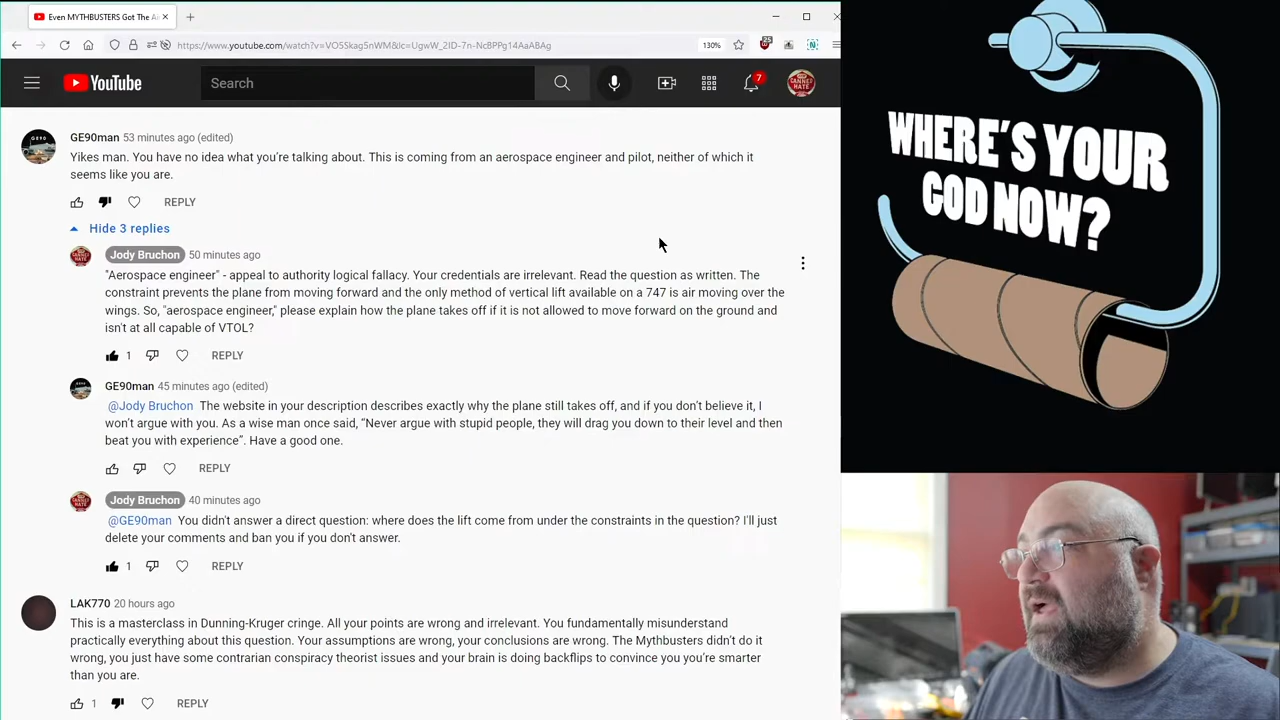 Even MYTHBUSTERS Got The Ai
https://www.youtube.com/watch?v=VO5Skag5nWM&lc=UgwW_2ID-7n-NcBPPg14AaABAg
130%
25
YouTube
Search
7
GE90man 53 minutes ago (edited)
Yikes man. You have no idea what you're talking about. This is coming from an aerospace engineer and pilot, neither of which it
seems like you are.
REPLY
Hide 3 replies
Jody Bruchon 50 minutes ago
"Aerospace engineer" - appeal to authority logical fallacy. Your credentials are irrelevant. Read the question as written. The
constraint prevents the plane from moving forward and the only method of vertical lift available on a 747 is air moving over the
wings. So, "aerospace engineer," please explain how the plane takes off if it is not allowed to move forward on the ground and
isn't at all capable of VTOL?
1 REPLY
GE90man 45 minutes ago (edited)
@Jody Bruchon The website in your description describes exactly why the plane still takes off, and if you don't believe it, I
won't argue with you. As a wise man once said, “Never argue with stupid people, they will drag you down to their level and then
beat you with experience”. Have a good one.
REPLY
Jody Bruchon 40 minutes ago
@GE90man You didn't answer a direct question: where does the lift come from under the constraints in the question? I'll just
delete your comments and ban you if you don't answer.
1 REPLY
LAK770 20 hours ago
This is a masterclass in Dunning-Kruger cringe. All your points are wrong and irrelevant. You fundamentally misunderstand
practically everything about this question. Your assumptions are wrong, your conclusions are wrong. The Mythbusters didn't do it
wrong, you just have some contrarian conspiracy theorist issues and your brain is doing backflips to convince you you're smarter
than you are.
1 REPLY
WHERE'S YOUR
GOD NOW?